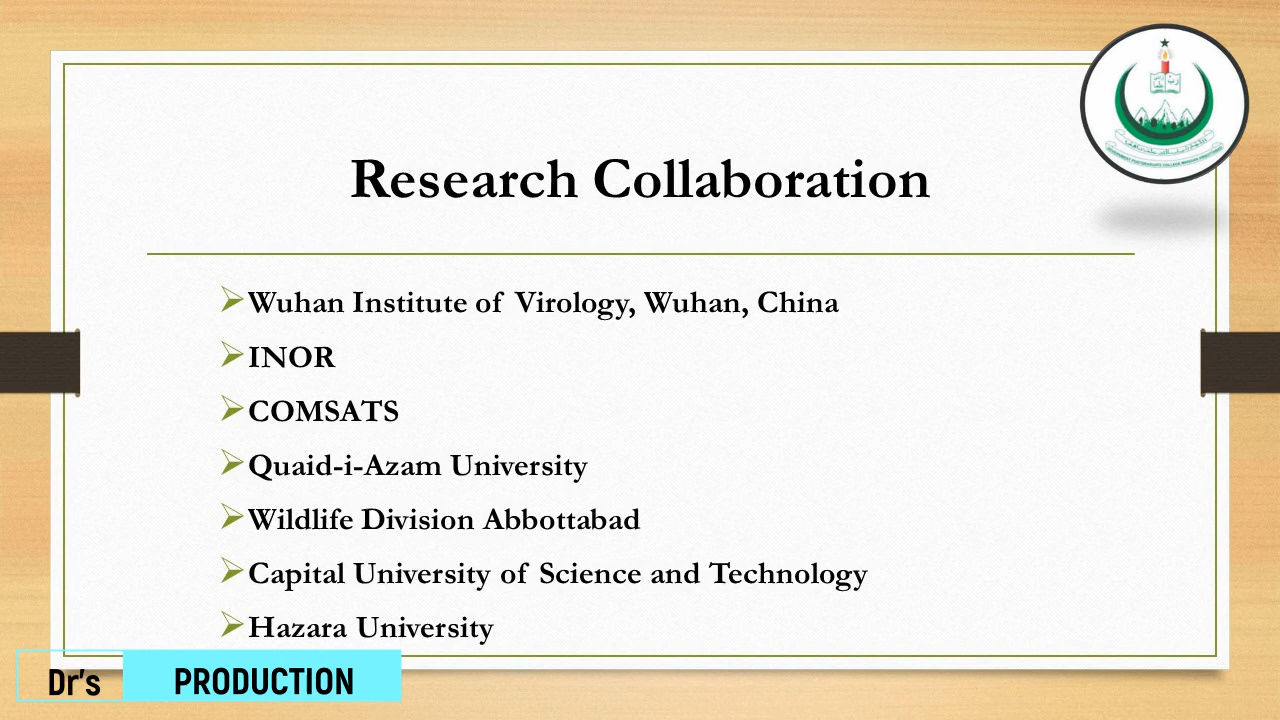 Research Collaboration
Wuhan Institute of Virology, Wuhan, China
INOR
COMSATS
Quaid-i-Azam University
Wildlife Division Abbottabad
Capital University of Science and Technology
Hazara University
Dr's PRODUCTION